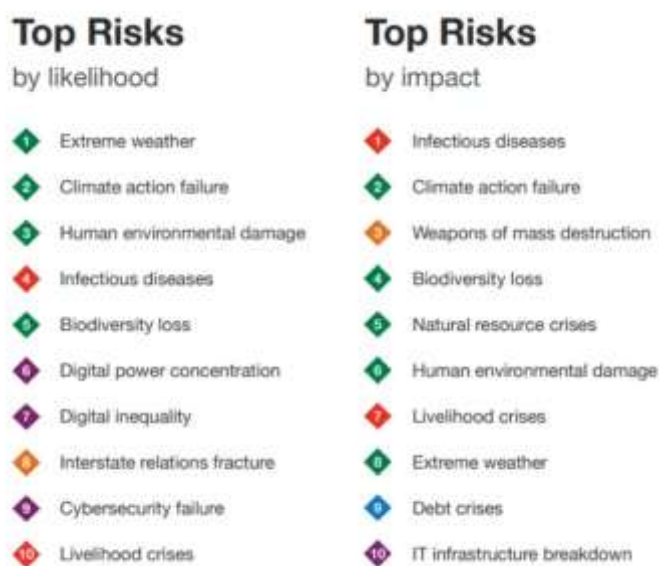 Top Risks
by likelihood
1 Extreme weather
2 Climate action failure
3 Human environmental damage
4 Infectious diseases
5 Biodiversity loss
6 Digital power concentration
7 Digital inequality
8 Interstate relations fracture
9 Cybersecurity failure
10 Livelihood crises
Top Risks
by impact
1 Infectious diseases
2 Climate action failure
3 Weapons of mass destruction
4 Biodiversity loss
5 Natural resource crises
6 Human environmental damage
7 Livelihood crises
8 Extreme weather
9 Debt crises
10 IT infrastructure breakdown